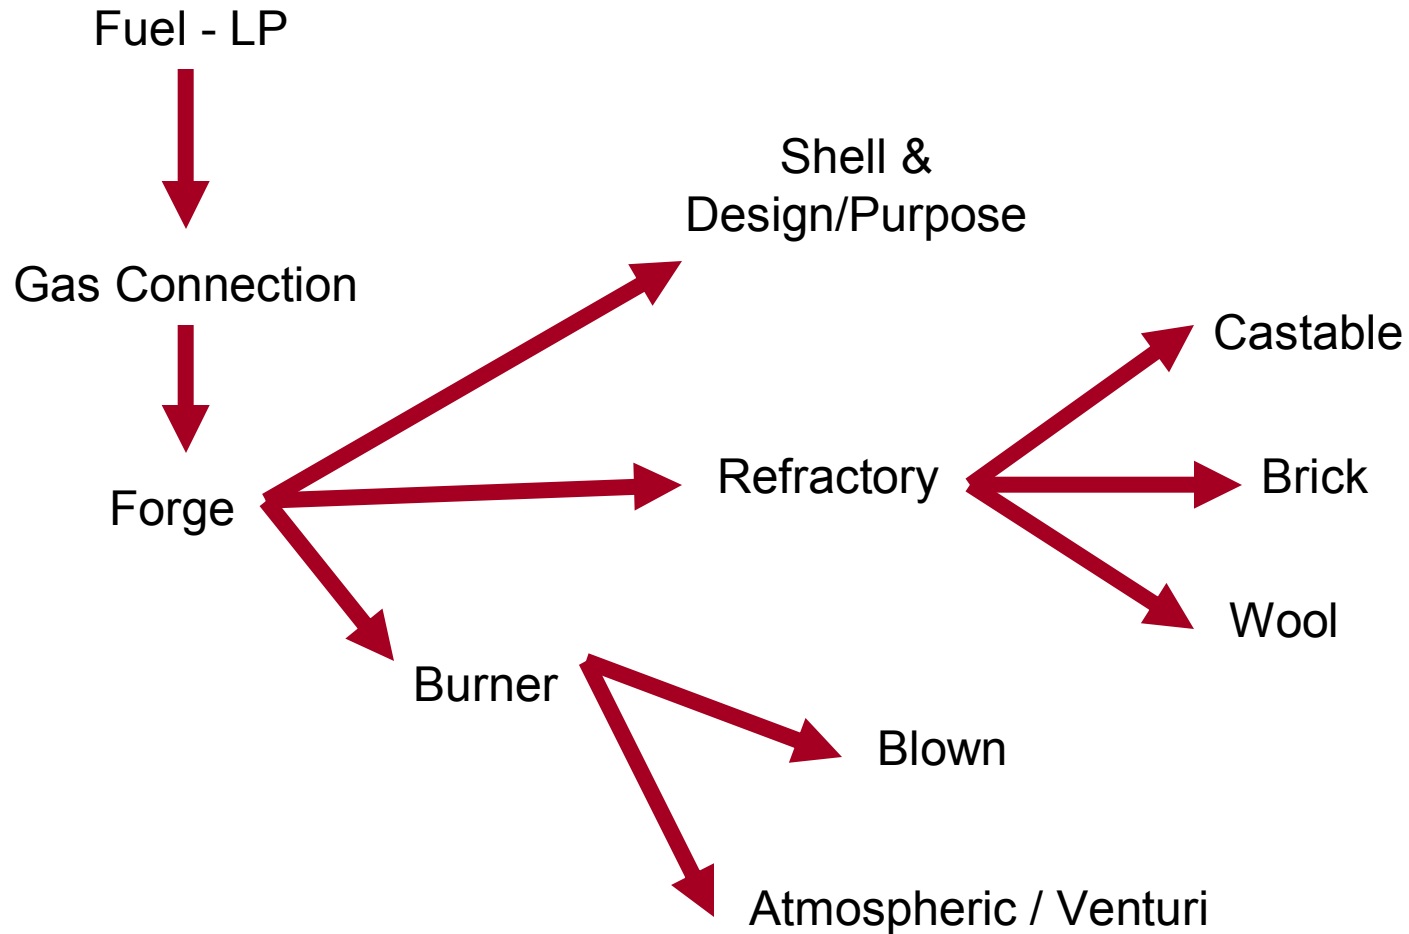 Fuel - LP
Shell &
Design/Purpose
Gas Connection
Castable
Refractory
Brick
Forge
Wool
Burner
Blown
Atmospheric / Venturi